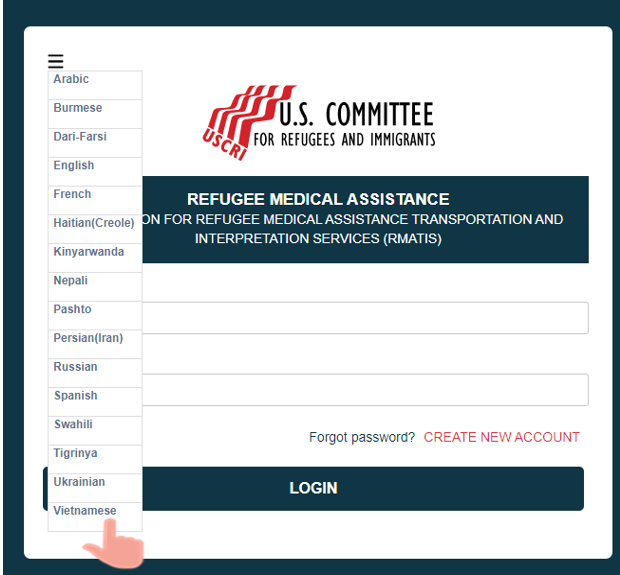 Arabic
Burmese
Dari-Farsi
English
French
Haitian(Creole)
Kinyarwanda
Nepali
Pashto
Persian(Iran)
Russian
Spanish
Swahili
Tigrinya
Ukrainian
Vietnamese
USCRI
U.S. COMMITTEE
FOR REFUGEES AND IMMIGRANTS
REFUGEE MEDICAL ASSISTANCE
ON FOR REFUGEE MEDICAL ASSISTANCE TRANSPORTATION AND
INTERPRETATION SERVICES (RMATIS)
Forgot password? CREATE NEW ACCOUNT
LOGIN